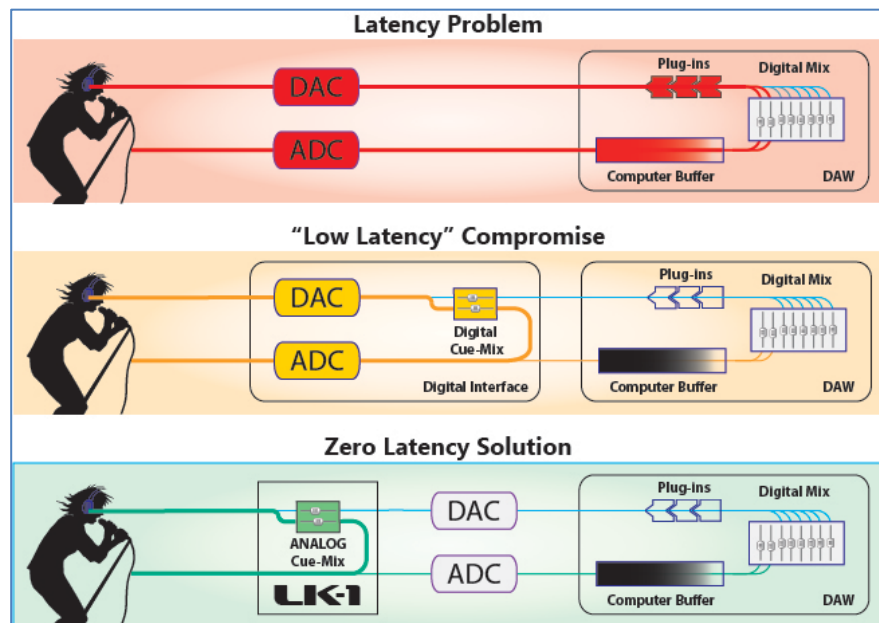 Latency Problem
Plug-ins
Digital Mix
DAC
ADC
Computer Buffer
DAW
“Low Latency” Compromise
Plug-ins
Digital Mix
DAC
Digital
Cue-Mix
ADC
Digital Interface
Computer Buffer
DAW
Zero Latency Solution
Plug-ins
Digital Mix
DAC
ANALOG
Cue-Mix
ADC
LK-1
Computer Buffer
DAW